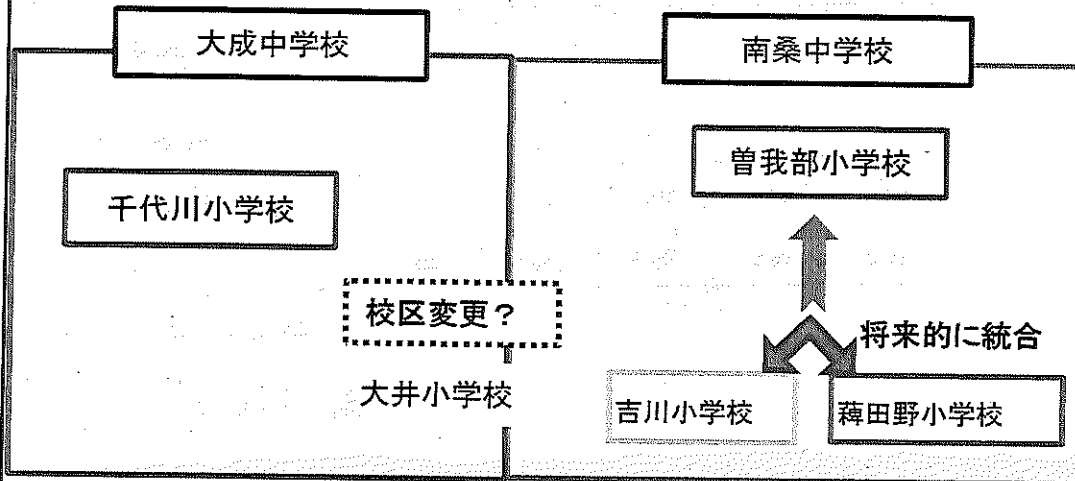 大成中学校
南桑中学校
曽我部小学校
千代川小学校
校区変更？
将来的に統合
大井小学校
吉川小学校
薭田野小学校